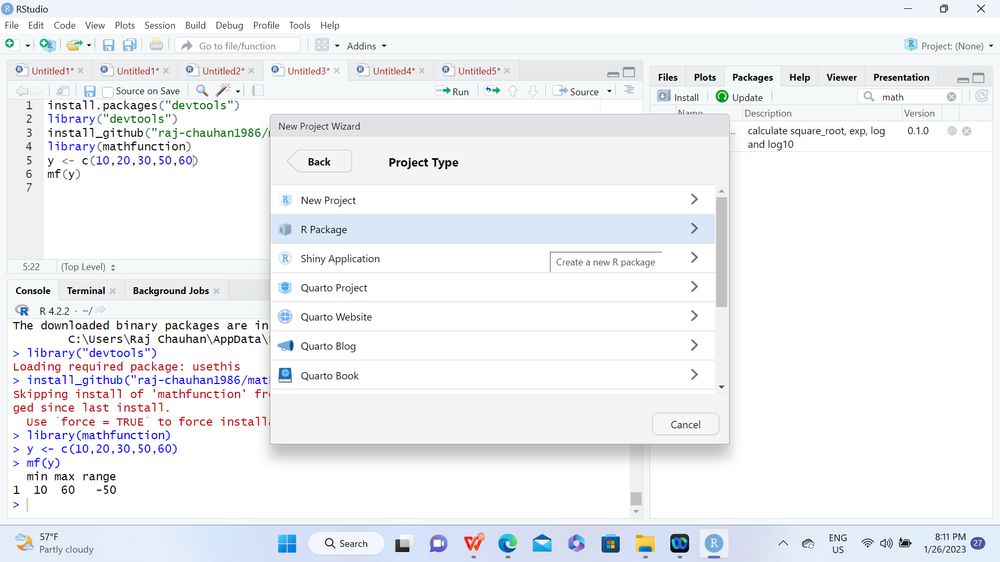 RStudio
File Edit Code View Plots Session Build Debug Profile Tools Help
Go to file/function Addins Project: (None)
Untitled1* Untitled1* Untitled2* Untitled3* Untitled4* Untitled5*
Source on Save Run Source
1 install.packages("devtools")
2 library("devtools")
3 install_github("raj-chauhan1986/
4 library(mathfunction)
5 y <- c(10,20,30,50,60)
6 mf(y)
7
5:22 (Top Level)
Console Terminal Background Jobs
R 4.2.2 · ~/
The downloaded binary packages are in
C:\Users\Raj Chauhan\AppData\
> library("devtools")
Loading required package: usethis
> install_github("raj-chauhan1986/mat
Skipping install of 'mathfunction' fr
ged since last install.
Use `force = TRUE` to force install
> library(mathfunction)
> y <- c(10,20,30,50,60)
> mf(y)
min max range
1 10 60 -50
>
New Project Wizard
Back
Project Type
New Project
R Package
Shiny Application
Create a new R package
Quarto Project
Quarto Website
Quarto Blog
Quarto Book
Cancel
Files Plots Packages Help Viewer Presentation
Install Update math
Name Description Version
.. calculate square_root, exp, log 0.1.0
and log10
57°F
Partly cloudy
Search
ENG
US
8:11 PM
1/26/2023
27